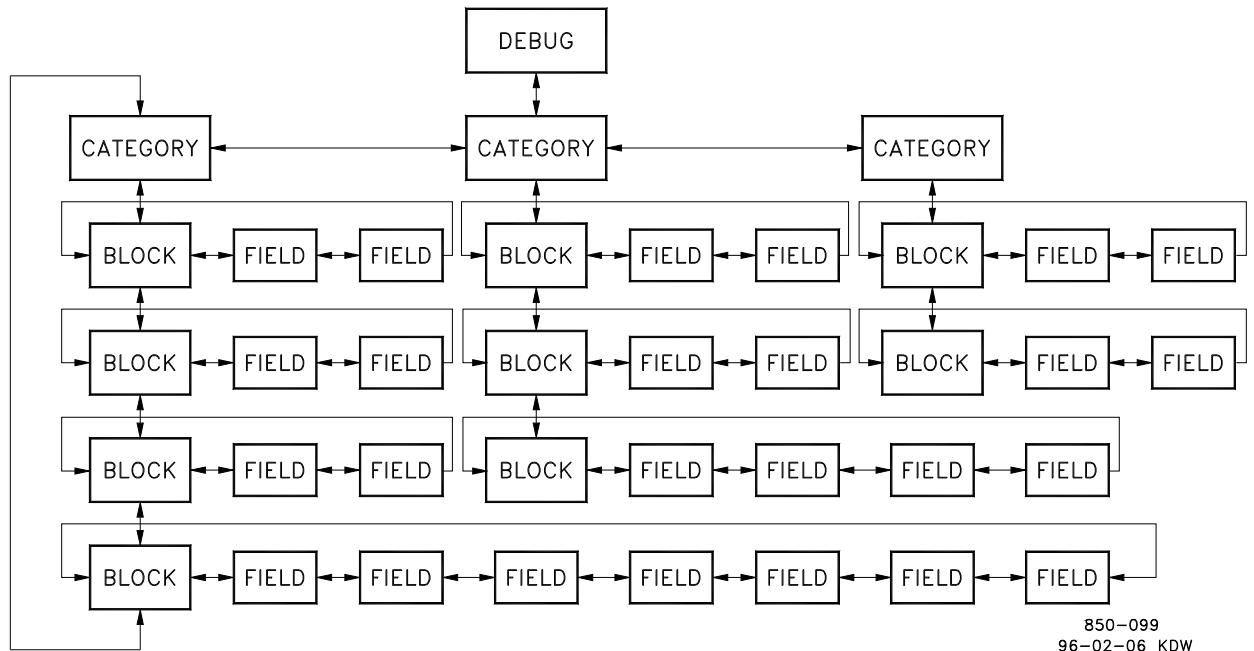 DEBUG
CATEGORY CATEGORY CATEGORY
BLOCK FIELD FIELD BLOCK FIELD FIELD BLOCK FIELD FIELD
BLOCK FIELD FIELD BLOCK FIELD FIELD BLOCK FIELD FIELD
BLOCK FIELD FIELD BLOCK FIELD FIELD FIELD FIELD
BLOCK FIELD FIELD FIELD FIELD FIELD FIELD FIELD
850-099
96-02-06 KDW